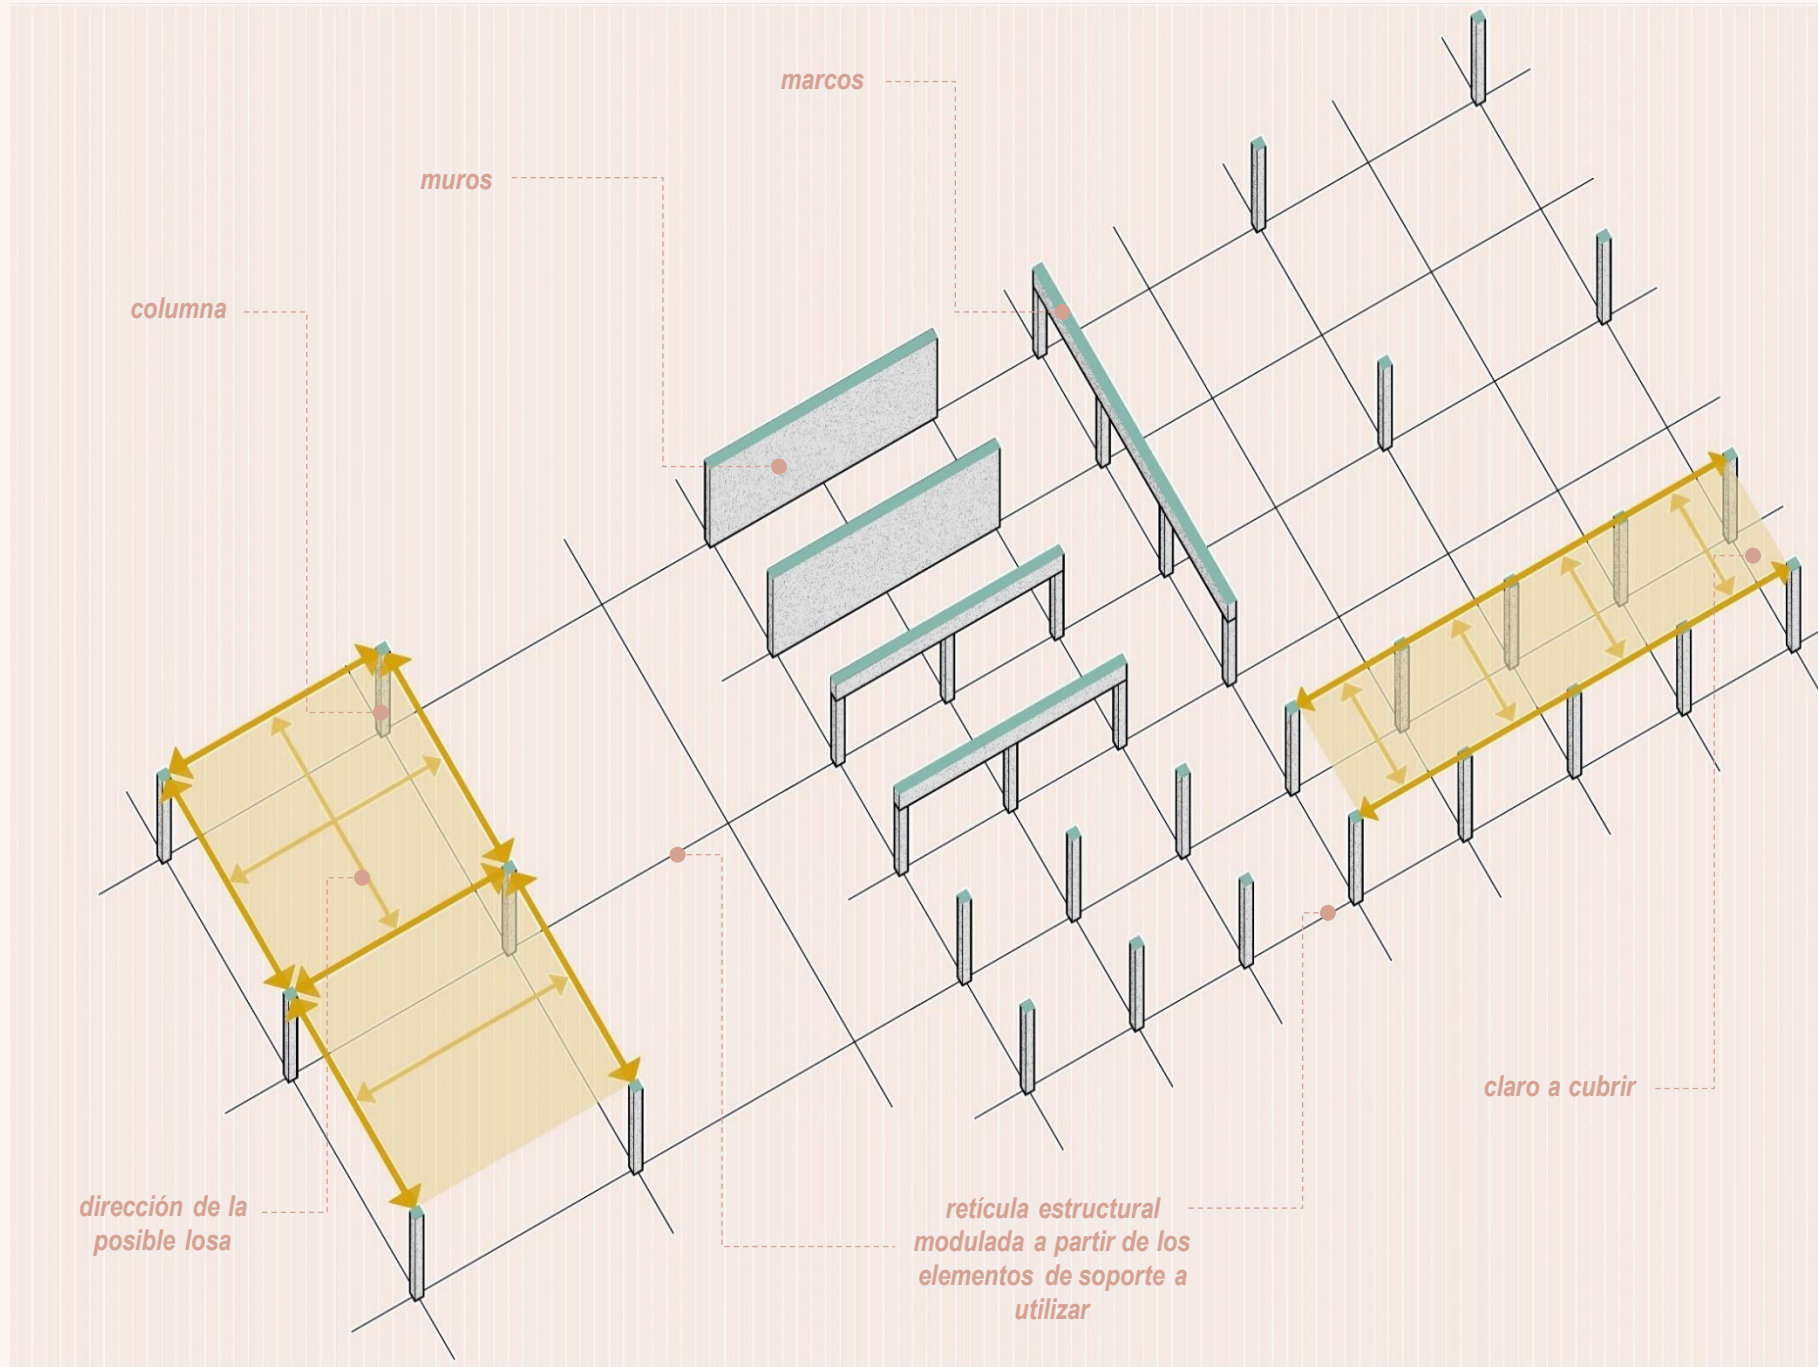 marcos
muros
columna
claro a cubrir
dirección de la
posible losa
retícula estructural
modulada a partir de los
elementos de soporte a
utilizar